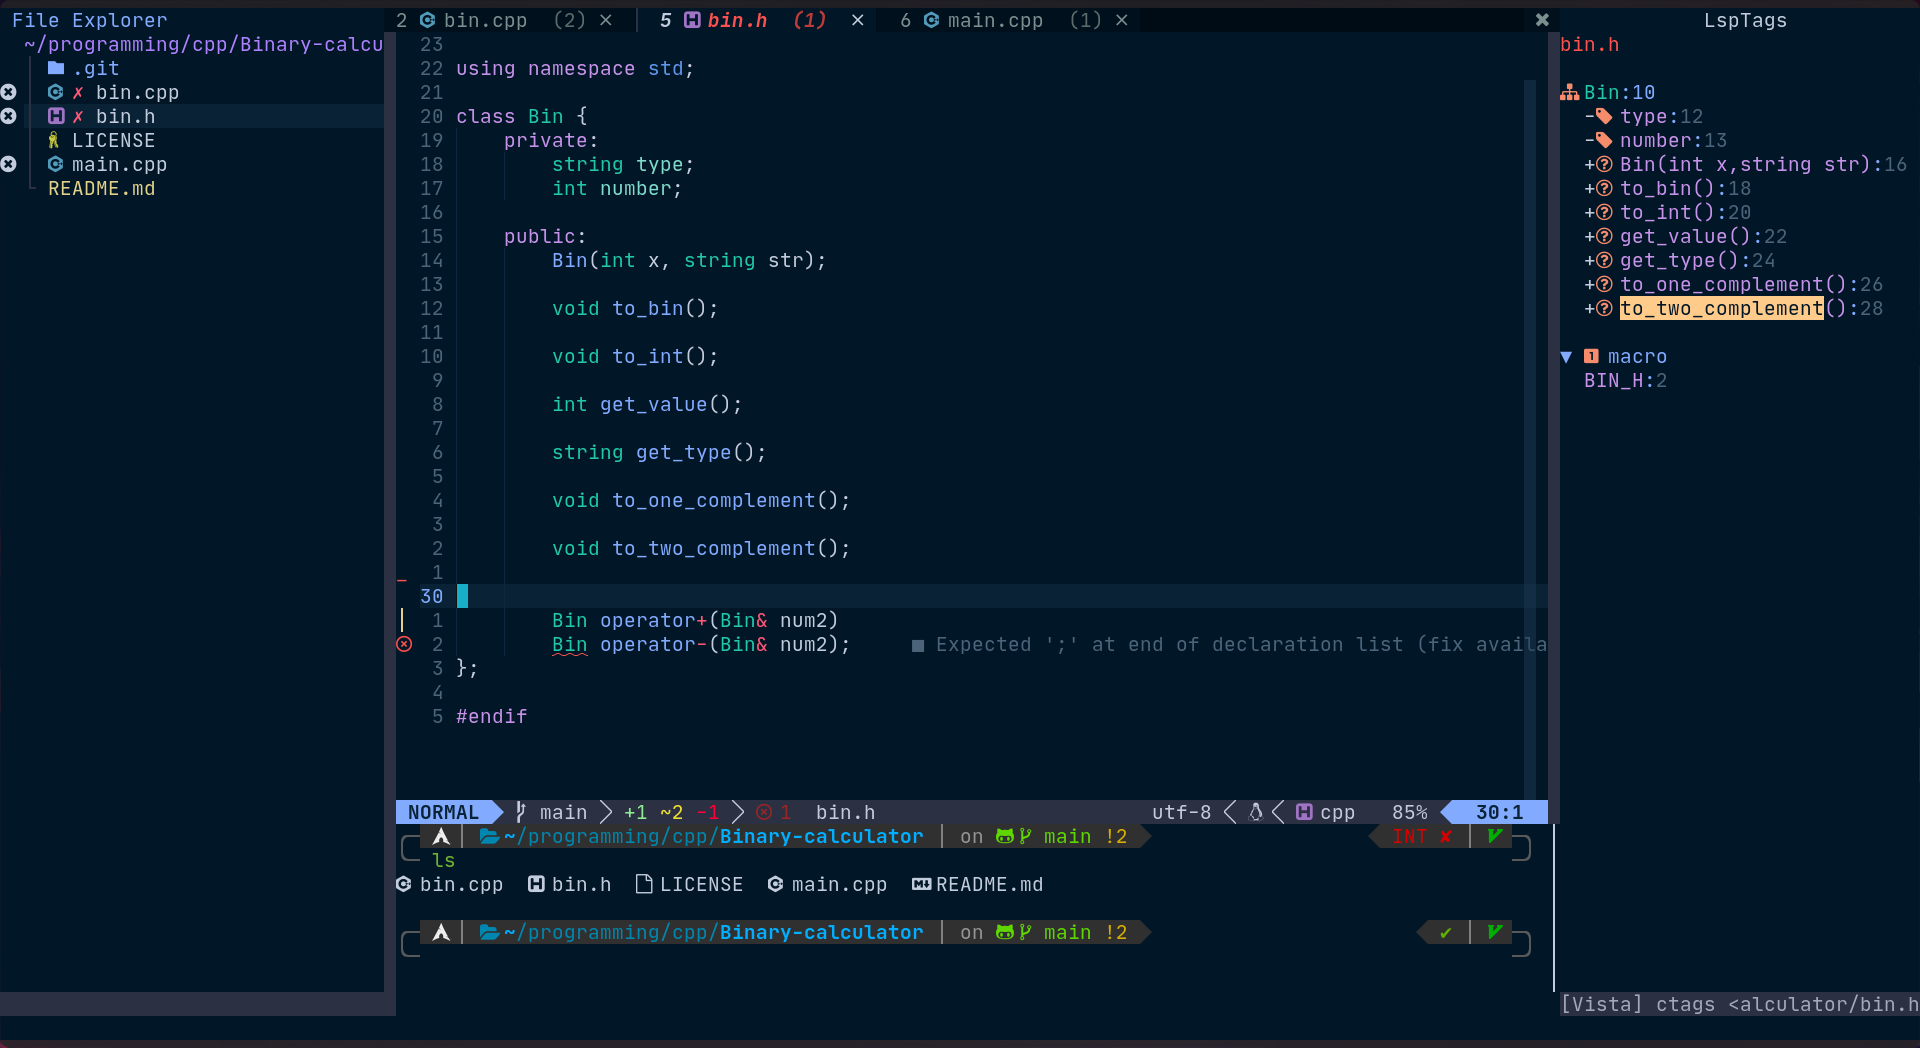 File Explorer
~/programming/cpp/Binary-calcu
.git
✗ bin.cpp
✗ bin.h
LICENSE
main.cpp
README.md
2 bin.cpp (2) ×
5 bin.h (1) ×
6 main.cpp (1) ×
23
22 using namespace std;
21
20 class Bin {
19 private:
18 string type;
17 int number;
16
15 public:
14 Bin(int x, string str);
13
12 void to_bin();
11
10 void to_int();
9
8 int get_value();
7
6 string get_type();
5
4 void to_one_complement();
3
2 void to_two_complement();
1
30
1 Bin operator+(Bin& num2)
2 Bin operator-(Bin& num2); ■ Expected ';' at end of declaration list (fix availa
3 };
4
5 #endif
NORMAL main +1 ~2 -1 1 bin.h utf-8 cpp 85% 30:1
~/programming/cpp/Binary-calculator on main !2 INT ✘
ls
bin.cpp bin.h LICENSE main.cpp README.md
~/programming/cpp/Binary-calculator on main !2 ✔
LspTags
bin.h
Bin:10
-type:12
-number:13
+Bin(int x,string str):16
+to_bin():18
+to_int():20
+get_value():22
+get_type():24
+to_one_complement():26
+to_two_complement():28
▼ 1 macro
BIN_H:2
[Vista] ctags <alculator/bin.h